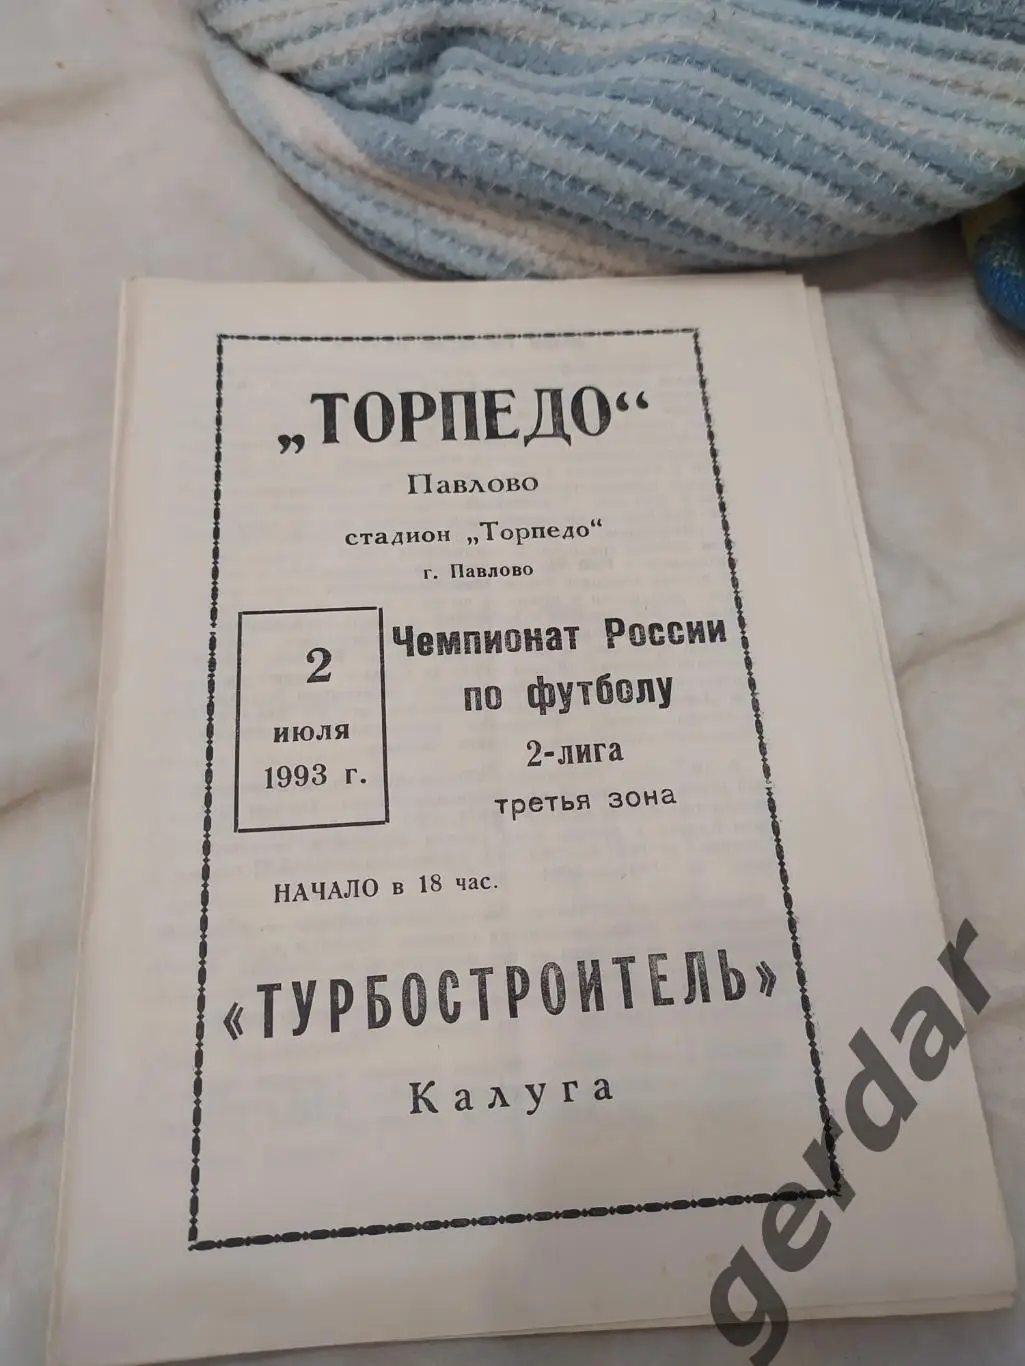 „ТОРПЕДО“
Павлово
стадион „Торпедо“
г. Павлово
2
июля
1993 г.
Чемпионат России
по футболу
2-лига
третья зона
НАЧАЛО в 18 час.
«ТУРБОСТРОИТЕЛЬ»
Калуга
gerdar